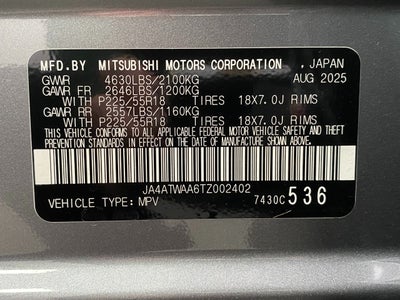 MFD.BY MITSUBISHI MOTORS CORPORATION , JAPAN
GVWR 4630LBS/2100KG AUG 2025
GAWR FR 2646LBS/1200KG
WITH P225/55R18 TIRES 18X7.0J RIMS
GAWR RR 2557LBS/1160KG
WITH P225/55R18 TIRES 18X7.0J RIMS
THIS VEHICLE CONFORMS TO ALL APPLICABLE FEDERAL
MOTOR VEHICLE SAFETY AND THEFT PREVENTION STANDARDS
IN EFFECT ON THE DATE OF MANUFACTURE SHOWN ABOVE.
JA4ATWAA6TZ002402
VEHICLE TYPE: MPV 7430C 536